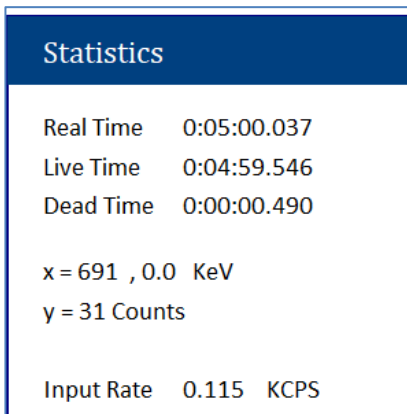 Statistics
Real Time 0:05:00.037
Live Time 0:04:59.546
Dead Time 0:00:00.490
x = 691 , 0.0 KeV
y = 31 Counts
Input Rate 0.115 KCPS